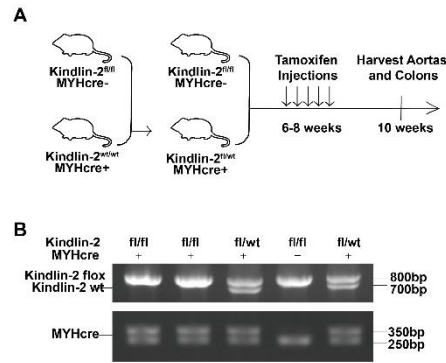 A
Kindlin-2fl/fl
MYHcre-
Kindlin-2fl/fl
MYHcre-
Tamoxifen
Injections
Harvest Aortas
and Colons
Kindlin-2wt/wt
MYHcre+
Kindlin-2fl/wt
MYHcre+
6-8 weeks
10 weeks
B
Kindlin-2 fl/fl fl/fl fl/wt fl/fl fl/wt
MYHcre + + + − +
Kindlin-2 flox 800bp
Kindlin-2 wt 700bp
MYHcre 350bp
250bp